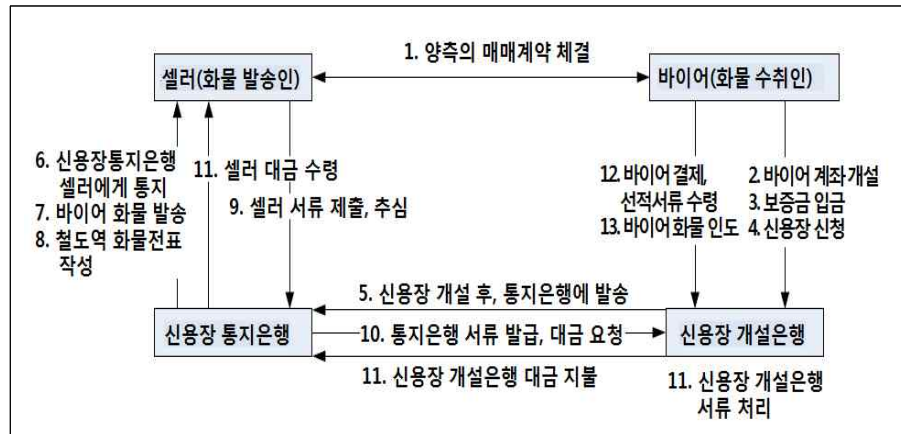 1. 양측의 매매계약 체결
셀러(화물 발송인)
바이어(화물 수취인)
6. 신용장통지은행
셀러에게 통지
7. 바이어 화물 발송
8. 철도역 화물전표
작성
11. 셀러 대금 수령
9. 셀러 서류 제출, 추심
12. 바이어 결제,
선적서류 수령
13. 바이어 화물 인도
2. 바이어 계좌 개설
3. 보증금 입금
4. 신용장 신청
5. 신용장 개설 후, 통지은행에 발송
신용장 통지은행
10. 통지은행 서류 발급, 대금 요청
신용장 개설은행
11. 신용장 개설은행 대금 지불
11. 신용장 개설은행
서류 처리